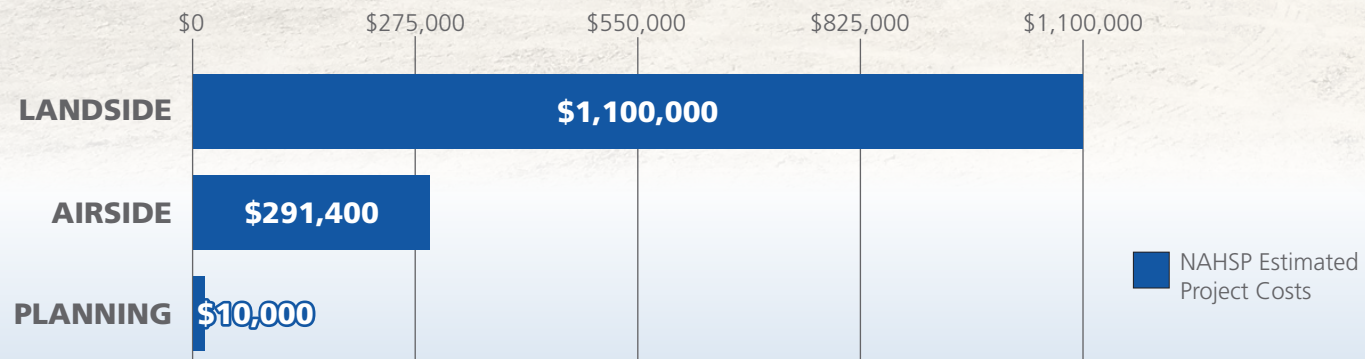 $0 $275,000 $550,000 $825,000 $1,100,000
LANDSIDE $1,100,000
AIRSIDE $291,400
NAHSP Estimated
Project Costs
PLANNING $10,000